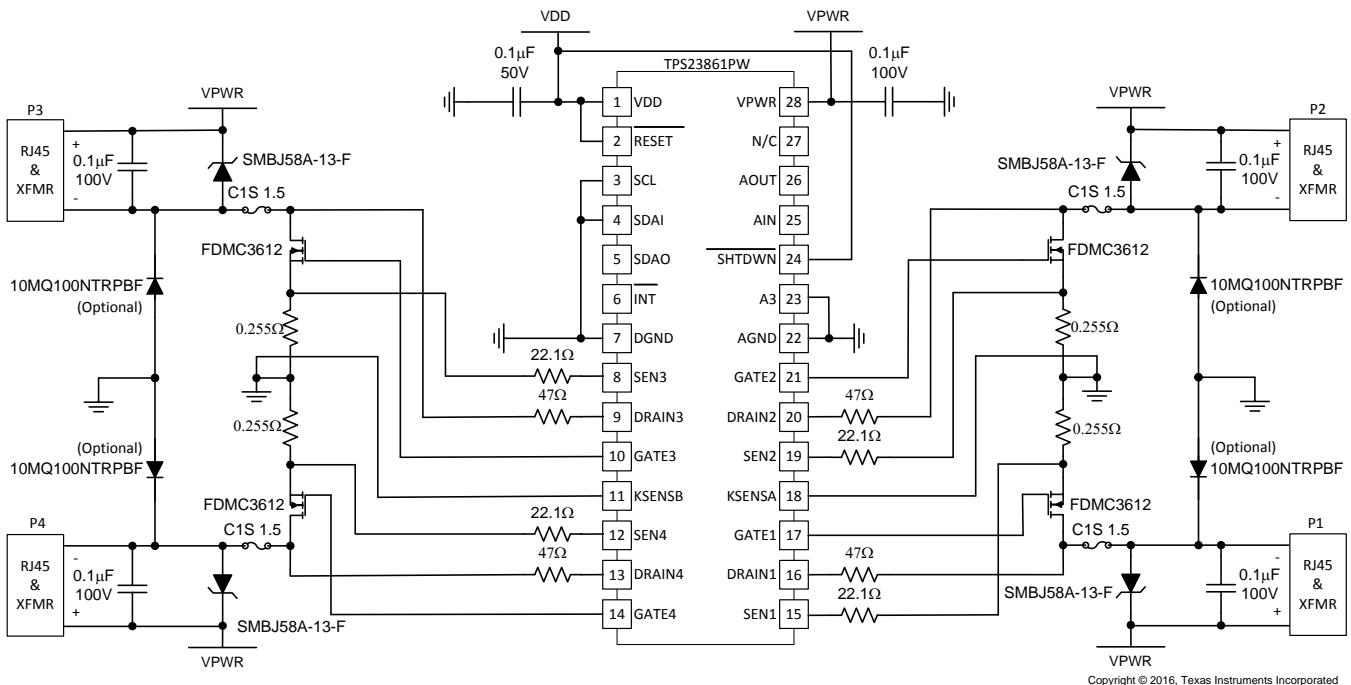 VDD
VPWR
0.1μF
50V
0.1μF
100V
TPS23861PW
1 VDD
2 RESET
3 SCL
4 SDAI
5 SDAO
6 INT
7 DGND
8 SEN3
9 DRAIN3
10 GATE3
11 KSENSB
12 SEN4
13 DRAIN4
14 GATE4
VPWR 28
N/C 27
AOUT 26
AIN 25
SHTDWN 24
A3 23
AGND 22
GATE2 21
DRAIN2 20
SEN2 19
KSENSA 18
GATE1 17
DRAIN1 16
SEN1 15
P3
RJ45
&
XFMR
+
-
0.1μF
100V
VPWR
SMBJ58A-13-F
C1S 1.5
FDMC3612
10MQ100NTRPBF
(Optional)
0.255Ω
22.1Ω
47Ω
0.255Ω
(Optional)
10MQ100NTRPBF
FDMC3612
C1S 1.5
22.1Ω
47Ω
P4
RJ45
&
XFMR
-
+
0.1μF
100V
SMBJ58A-13-F
VPWR
VPWR
P2
RJ45
&
XFMR
+
-
0.1μF
100V
SMBJ58A-13-F
C1S 1.5
FDMC3612
10MQ100NTRPBF
(Optional)
0.255Ω
47Ω
22.1Ω
0.255Ω
(Optional)
10MQ100NTRPBF
FDMC3612
C1S 1.5
47Ω
22.1Ω
P1
RJ45
&
XFMR
-
+
0.1μF
100V
SMBJ58A-13-F
VPWR
Copyright © 2016, Texas Instruments Incorporated